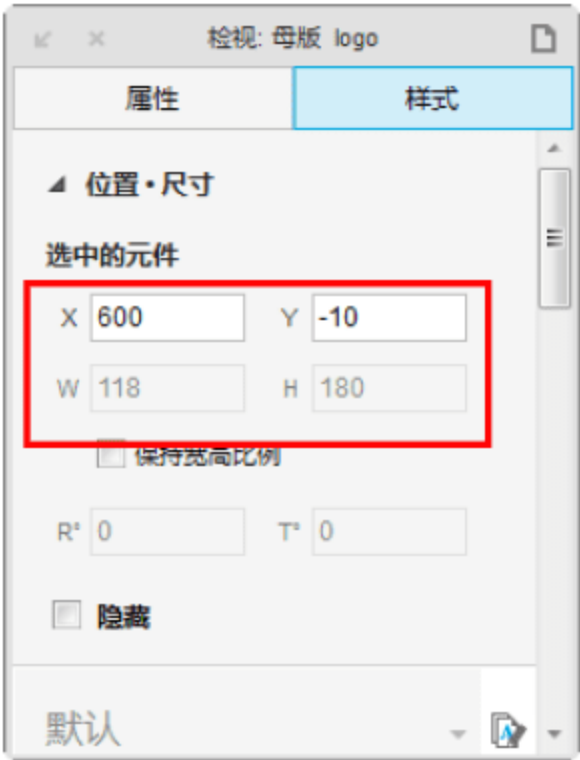 检视: 母版 logo
属性 样式
位置·尺寸
选中的元件
X 600 Y -10
W 118 H 180
保持宽高比例
R° 0 T° 0
隐藏
默认